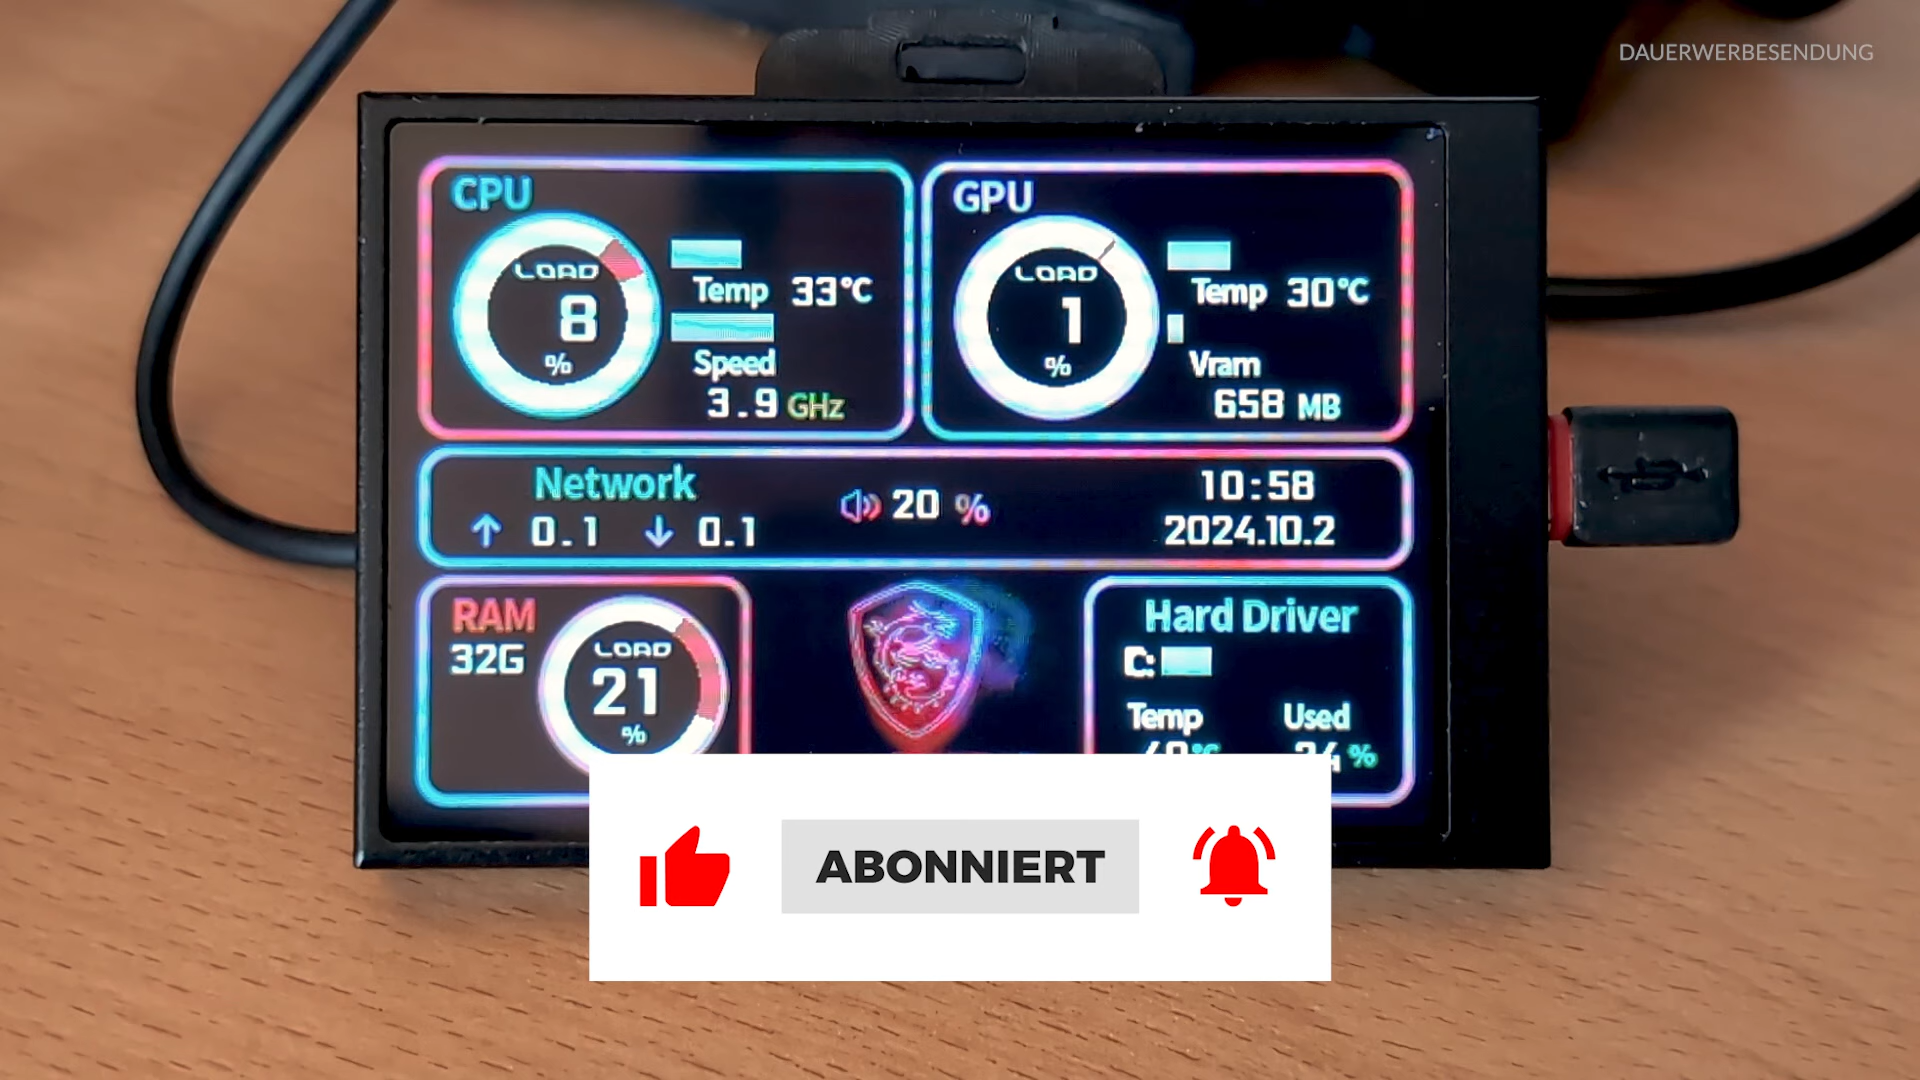 DAUERWERBESENDUNG
CPU
LOAD
8
%
Temp 33°C
Speed
3.9 GHz
GPU
LOAD
1
%
Temp 30°C
Vram
658 MB
Network
0.1 0.1
20 %
10:58
2024.10.2
RAM
32G
LOAD
21
%
Hard Driver
C:
Temp Used
%
ABONNIERT